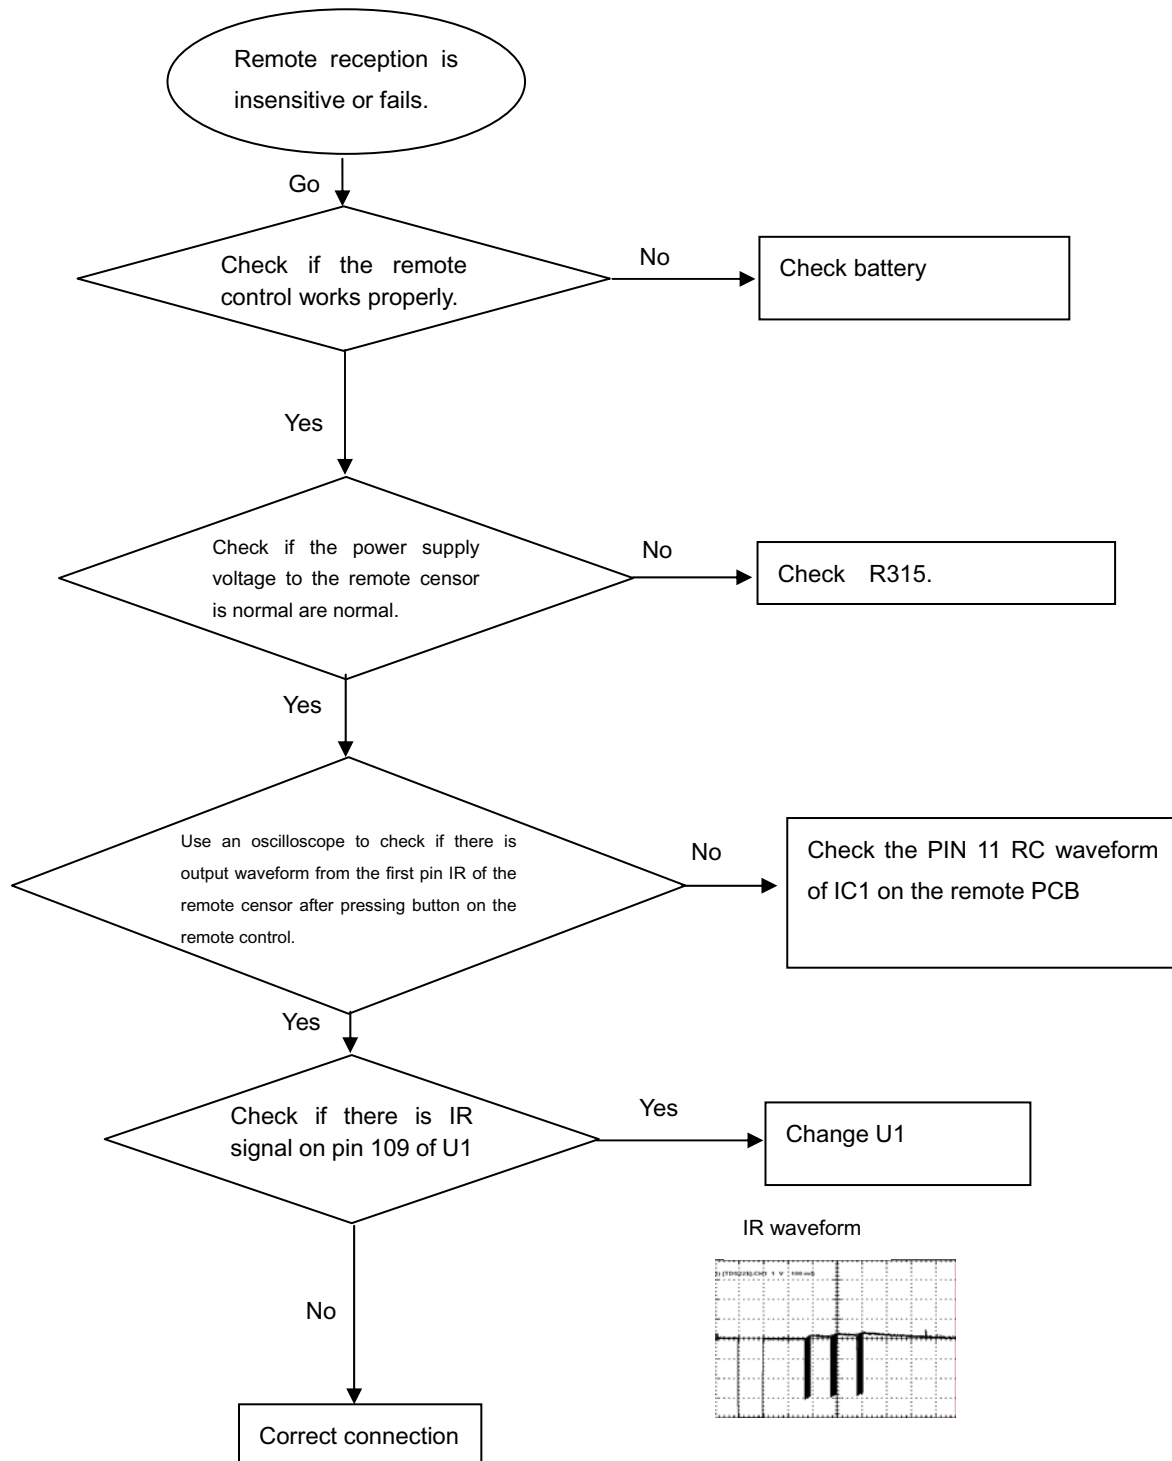 Remote reception is
insensitive or fails.
Go
Check if the remote
control works properly.
No
Check battery
Yes
Check if the power supply
voltage to the remote censor
is normal are normal.
No
Check R315.
Yes
Use an oscilloscope to check if there is
output waveform from the first pin IR of the
remote censor after pressing button on the
remote control.
No
Check the PIN 11 RC waveform
of IC1 on the remote PCB
Yes
Check if there is IR
signal on pin 109 of U1
Yes
Change U1
IR waveform
No
Correct connection